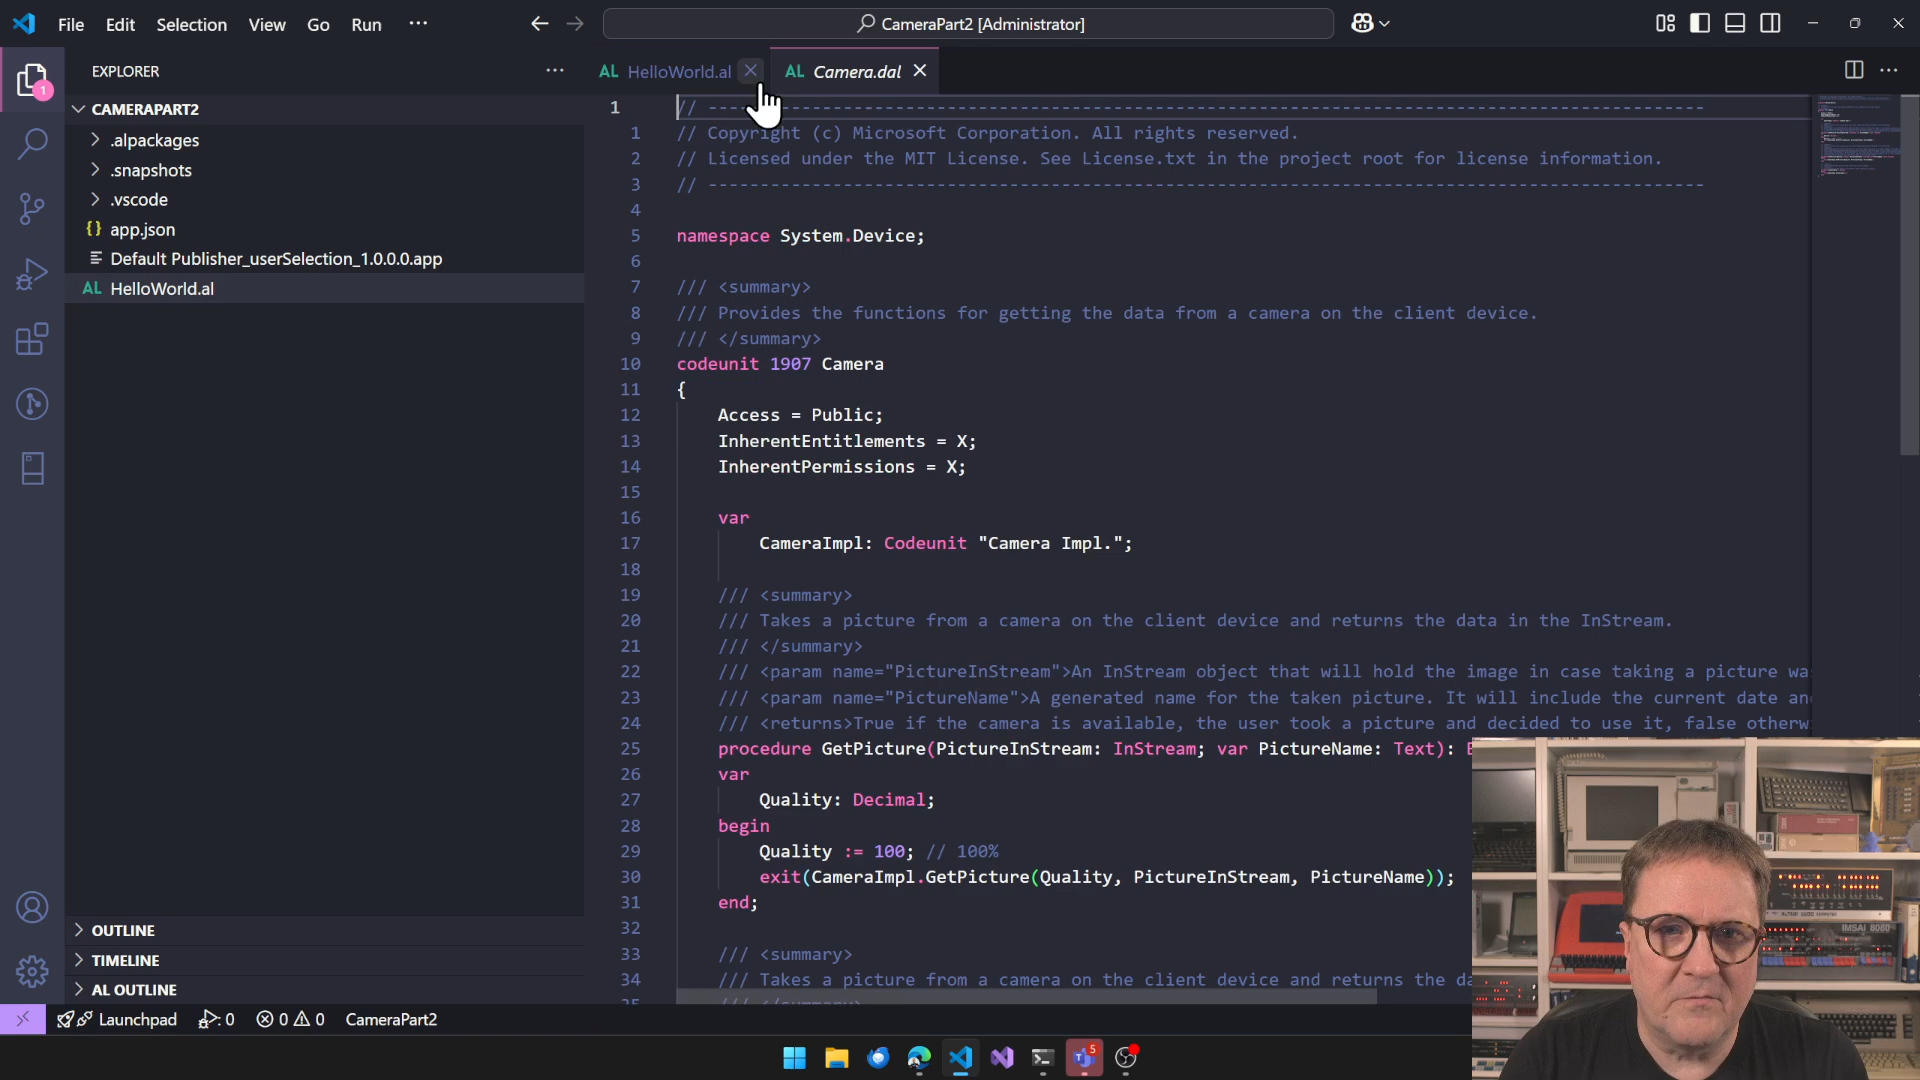 File Edit Selection View Go Run
CameraPart2 [Administrator]
EXPLORER
CAMERAPART2
.alpackages
.snapshots
.vscode
{} app.json
Default Publisher_userSelection_1.0.0.0.app
AL HelloWorld.al
OUTLINE
TIMELINE
AL OUTLINE
1
AL HelloWorld.al
AL Camera.dal
1 // ------------------------------------------------------------------------------------------------
1 // Copyright (c) Microsoft Corporation. All rights reserved.
2 // Licensed under the MIT License. See License.txt in the project root for license information.
3 // ------------------------------------------------------------------------------------------------
4
5 namespace System.Device;
6
7 /// <summary>
8 /// Provides the functions for getting the data from a camera on the client device.
9 /// </summary>
10 codeunit 1907 Camera
11 {
12 Access = Public;
13 InherentEntitlements = X;
14 InherentPermissions = X;
15
16 var
17 CameraImpl: Codeunit "Camera Impl.";
18
19 /// <summary>
20 /// Takes a picture from a camera on the client device and returns the data in the InStream.
21 /// </summary>
22 /// <param name="PictureInStream">An InStream object that will hold the image in case taking a picture wa
23 /// <param name="PictureName">A generated name for the taken picture. It will include the current date an
24 /// <returns>True if the camera is available, the user took a picture and decided to use it, false otherw
25 procedure GetPicture(PictureInStream: InStream; var PictureName: Text):
26 var
27 Quality: Decimal;
28 begin
29 Quality := 100; // 100%
30 exit(CameraImpl.GetPicture(Quality, PictureInStream, PictureName));
31 end;
32
33 /// <summary>
34 /// Takes a picture from a camera on the client device and returns the da
Launchpad 0 0 0 CameraPart2
5
IMSAI 8080